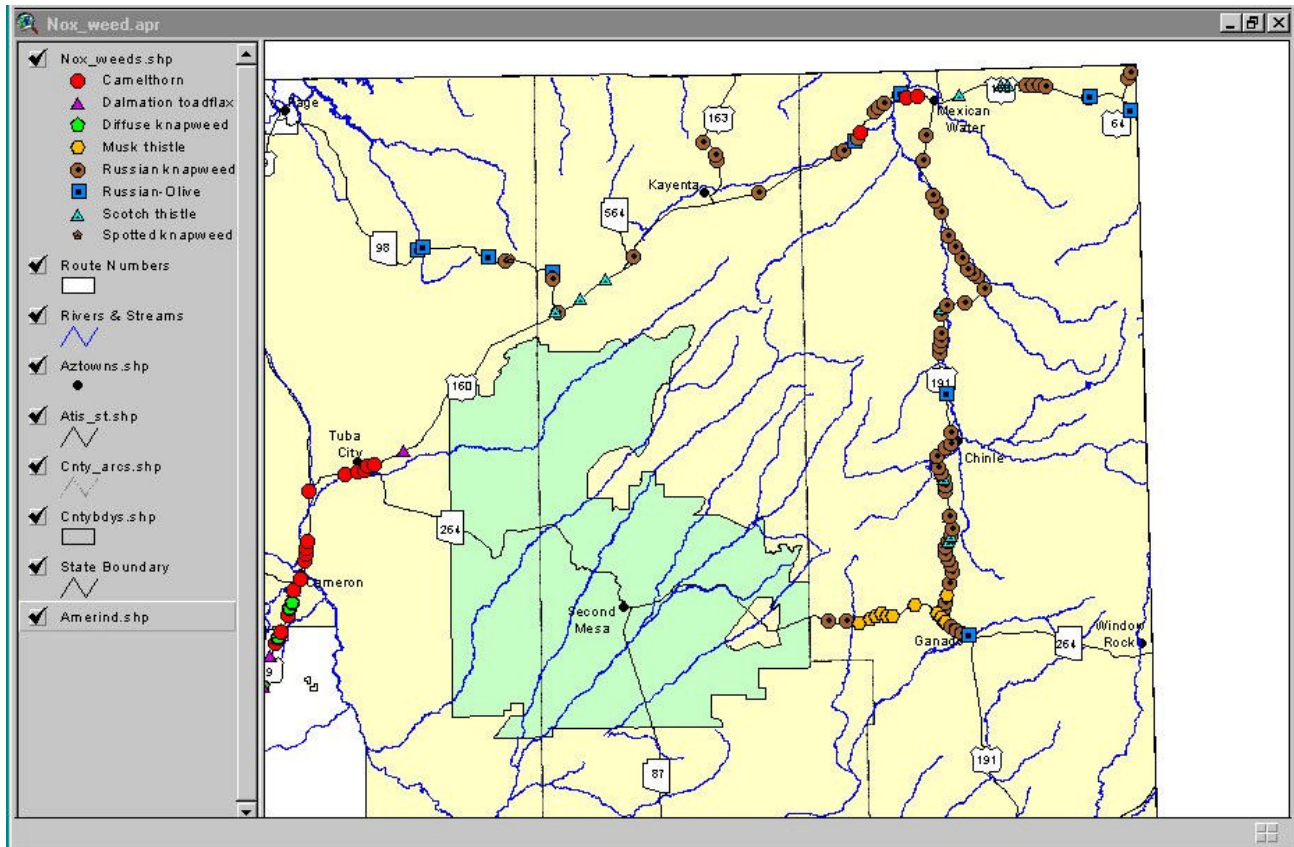 Nox_weed.apr
Nox_weeds.shp
Camelthorn
Dalmation toadflax
Diffuse knapweed
Musk thistle
Russian knapweed
Russian-Olive
Scotch thistle
Spotted knapweed
Route Numbers
Rivers & Streams
Aztowns.shp
Atis_st.shp
Cnty_arcs.shp
Cntybdys.shp
State Boundary
Amerind.shp
Page
163
Mexican
Water
64
9
Kayenta
564
98
160
191
Tuba
City
Chinle
264
Cameron
Second
Mesa
Ganado
264
Window
Rock
9
87
191